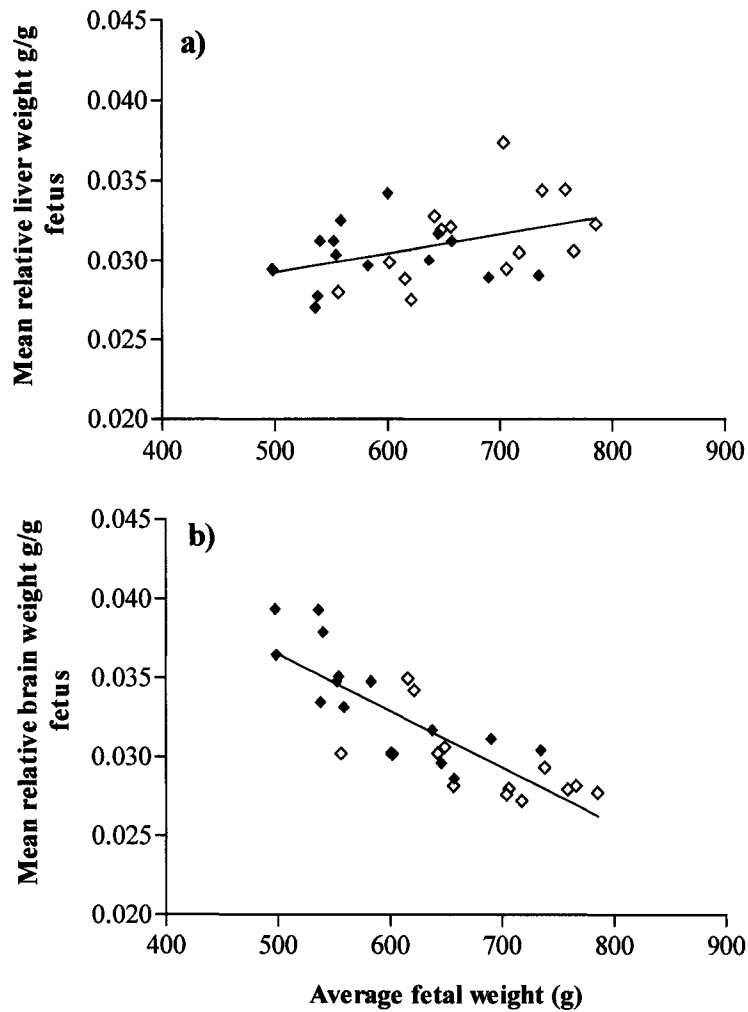 a)
Mean relative liver weight g/g
fetus
0.045
0.040
0.035
0.030
0.025
0.020
400 500 600 700 800 900
b)
Mean relative brain weight g/g
fetus
0.045
0.040
0.035
0.030
0.025
0.020
400 500 600 700 800 900
Average fetal weight (g)